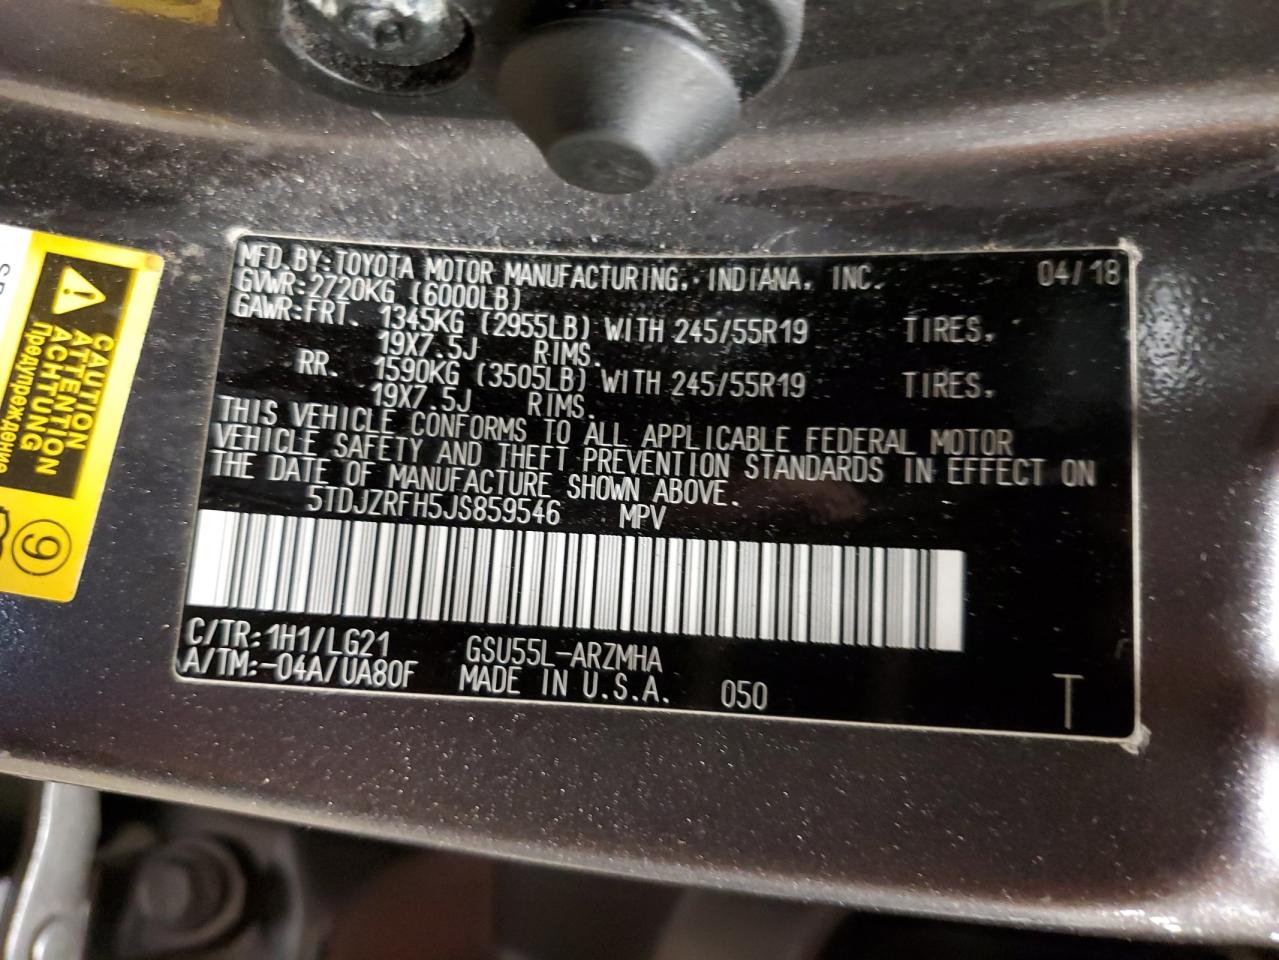 MFD.BY:TOYOTA MOTOR MANUFACTURING, INDIANA, INC. 04/18
GVWR:2720KG (6000LB)
GAWR:FRT. 1345KG (2955LB) WITH 245/55R19 TIRES,
19X7.5J RIMS.
RR. 1590KG (3505LB) WITH 245/55R19 TIRES,
19X7.5J RIMS.
THIS VEHICLE CONFORMS TO ALL APPLICABLE FEDERAL MOTOR
VEHICLE SAFETY AND THEFT PREVENTION STANDARDS IN EFFECT ON
THE DATE OF MANUFACTURE SHOWN ABOVE.
5TDJZRFH5JS859546 MPV
C/TR:1H1/LG21 GSU55L-ARZMHA
A/TM:-04A/UA80F MADE IN U.S.A. 050 T
CAUTION
ATTENTION
ACHTUNG
Предупреждение
9